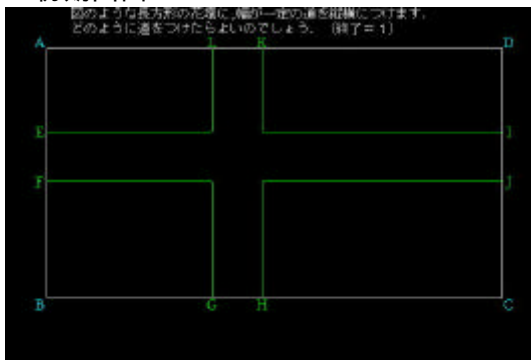 図のような長方形の花壇に,幅が一定の道を縦横につけます.
どのように道をつけたらよいのでしょう. (終了=1)
A L K D
E I
F J
B G H C